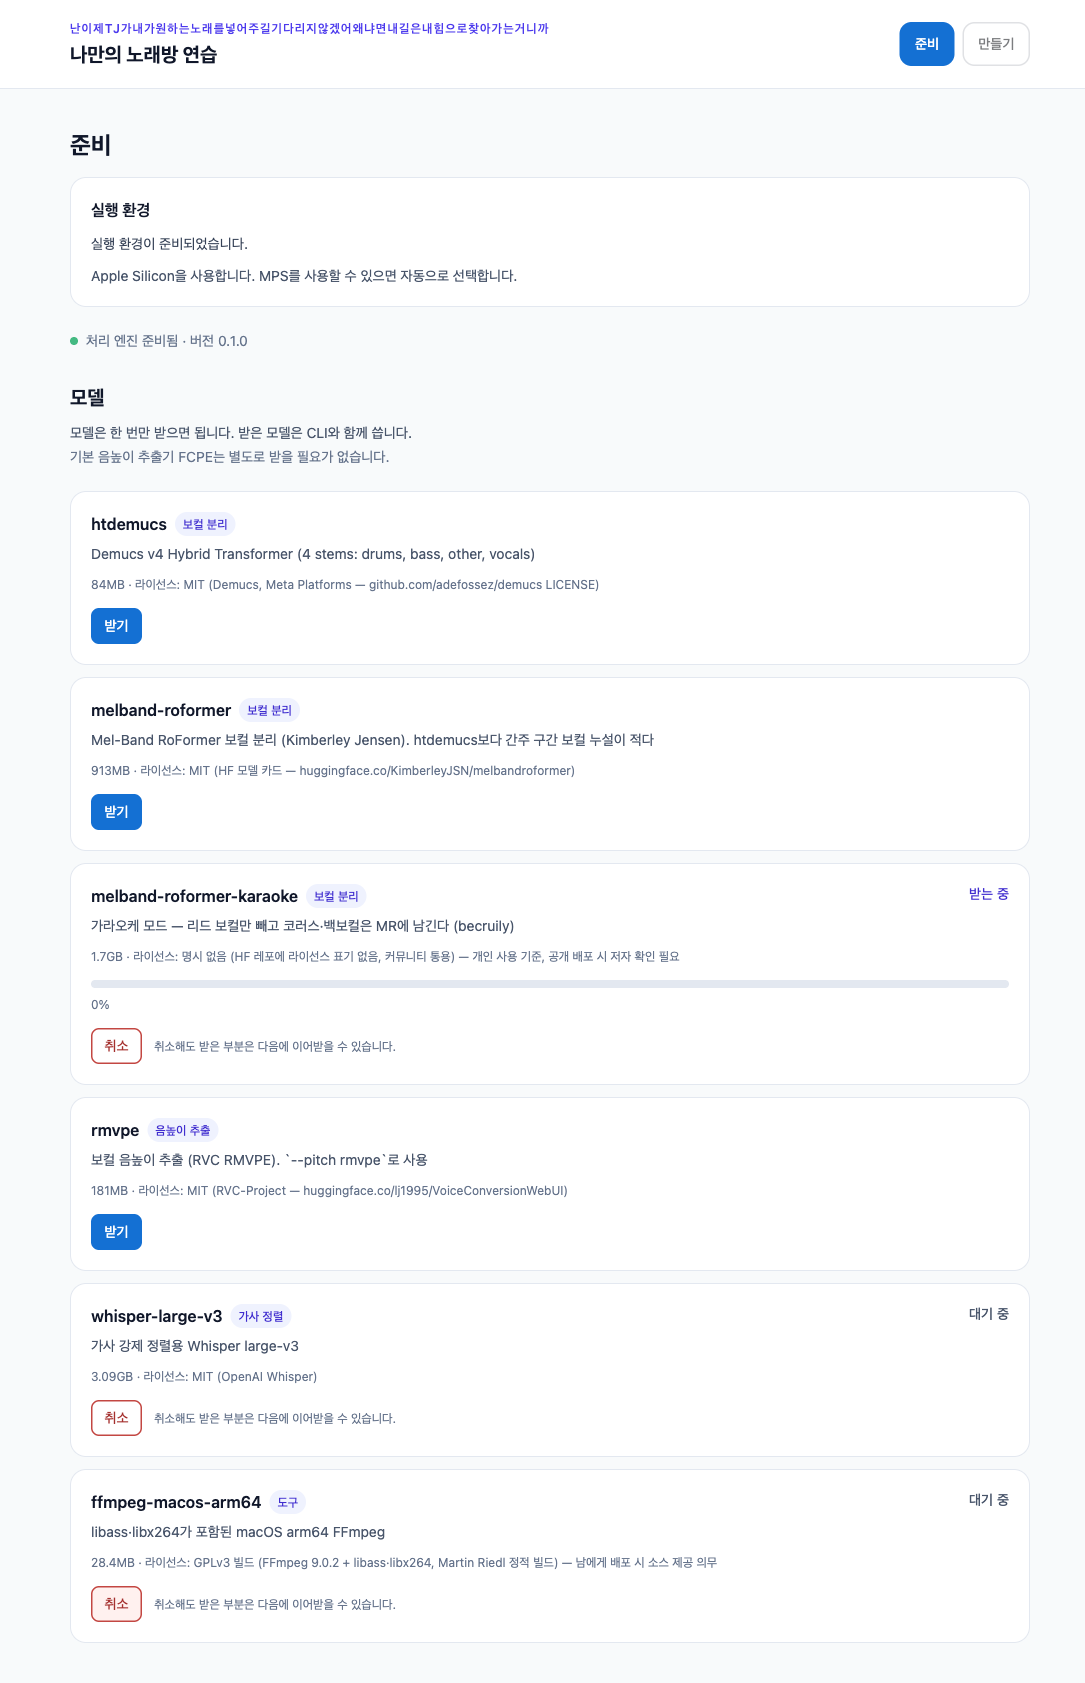 난이제TJ가내가원하는노래를넣어주길기다리지않겠어왜냐면내길은내힘으로찾아가는거니까
나만의 노래방 연습
준비
만들기
준비
실행 환경
실행 환경이 준비되었습니다.
Apple Silicon을 사용합니다. MPS를 사용할 수 있으면 자동으로 선택합니다.
처리 엔진 준비됨 · 버전 0.1.0
모델
모델은 한 번만 받으면 됩니다. 받은 모델은 CLI와 함께 씁니다.
기본 음높이 추출기 FCPE는 별도로 받을 필요가 없습니다.
htdemucs 보컬 분리
Demucs v4 Hybrid Transformer (4 stems: drums, bass, other, vocals)
84MB · 라이선스: MIT (Demucs, Meta Platforms — github.com/adefossez/demucs LICENSE)
받기
melband-roformer 보컬 분리
Mel-Band RoFormer 보컬 분리 (Kimberley Jensen). htdemucs보다 간주 구간 보컬 누설이 적다
913MB · 라이선스: MIT (HF 모델 카드 — huggingface.co/KimberleyJSN/melbandroformer)
받기
melband-roformer-karaoke 보컬 분리
받는 중
가라오케 모드 — 리드 보컬만 빼고 코러스·백보컬은 MR에 남긴다 (becruily)
1.7GB · 라이선스: 명시 없음 (HF 레포에 라이선스 표기 없음, 커뮤니티 통용) — 개인 사용 기준, 공개 배포 시 저자 확인 필요
0%
취소 취소해도 받은 부분은 다음에 이어받을 수 있습니다.
rmvpe 음높이 추출
보컬 음높이 추출 (RVC RMVPE). `--pitch rmvpe`로 사용
181MB · 라이선스: MIT (RVC-Project — huggingface.co/lj1995/VoiceConversionWebUI)
받기
whisper-large-v3 가사 정렬
대기 중
가사 강제 정렬용 Whisper large-v3
3.09GB · 라이선스: MIT (OpenAI Whisper)
취소 취소해도 받은 부분은 다음에 이어받을 수 있습니다.
ffmpeg-macos-arm64 도구
대기 중
libass·libx264가 포함된 macOS arm64 FFmpeg
28.4MB · 라이선스: GPLv3 빌드 (FFmpeg 9.0.2 + libass·libx264, Martin Riedl 정적 빌드) — 남에게 배포 시 소스 제공 의무
취소 취소해도 받은 부분은 다음에 이어받을 수 있습니다.